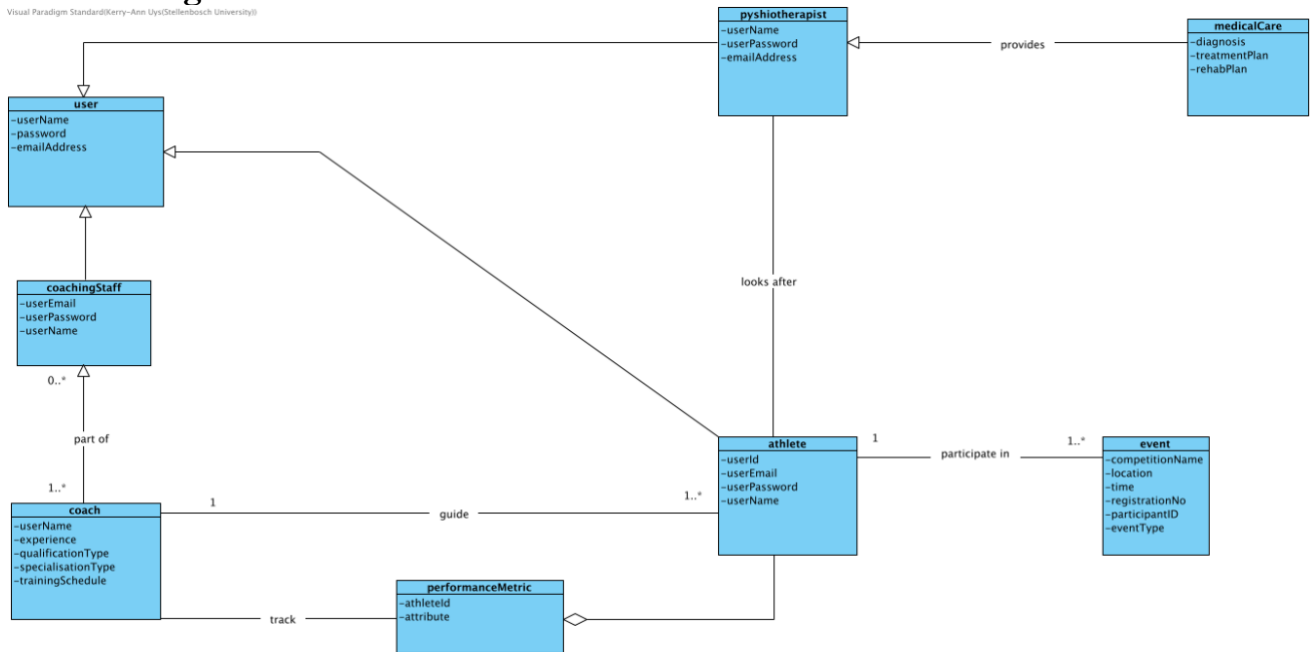 Visual Paradigm Standard(Kerry-Ann Uys(Stellenbosch University))
pyshiotherapist
-userName
-userPassword
-emailAddress
provides
medicalCare
-diagnosis
-treatmentPlan
-rehabPlan
user
-userName
-password
-emailAddress
coachingStaff
-userEmail
-userPassword
-userName
looks after
0..*
part of
1..*
coach
-userName
-experience
-qualificationType
-specialisationType
-trainingSchedule
1
guide
1..*
athlete
-userId
-userEmail
-userPassword
-userName
1
participate in
1..*
event
-competitionName
-location
-time
-registrationNo
-participantID
-eventType
track
performanceMetric
-athleteId
-attribute